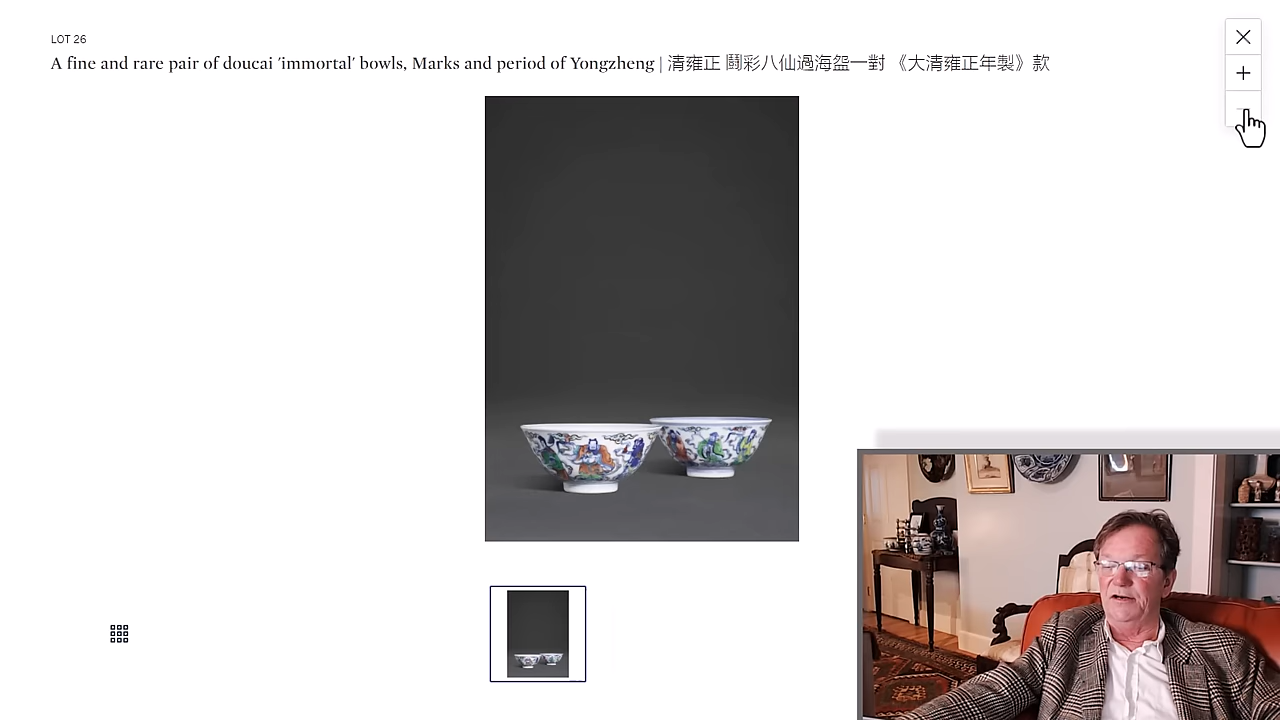 LOT 26
A fine and rare pair of doucai 'immortal' bowls, Marks and period of Yongzheng | 清雍正 鬪彩八仙過海盌一對 《大清雍正年製》款